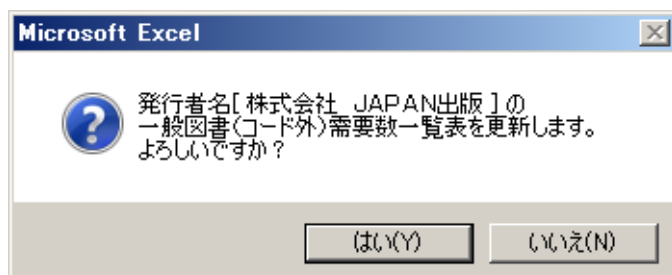 Microsoft Excel
発行者名[ 株式会社　JAPAN出版 ]の
一般図書(コード外)需要数一覧表を更新します。
よろしいですか？
はい(Y)
いいえ(N)